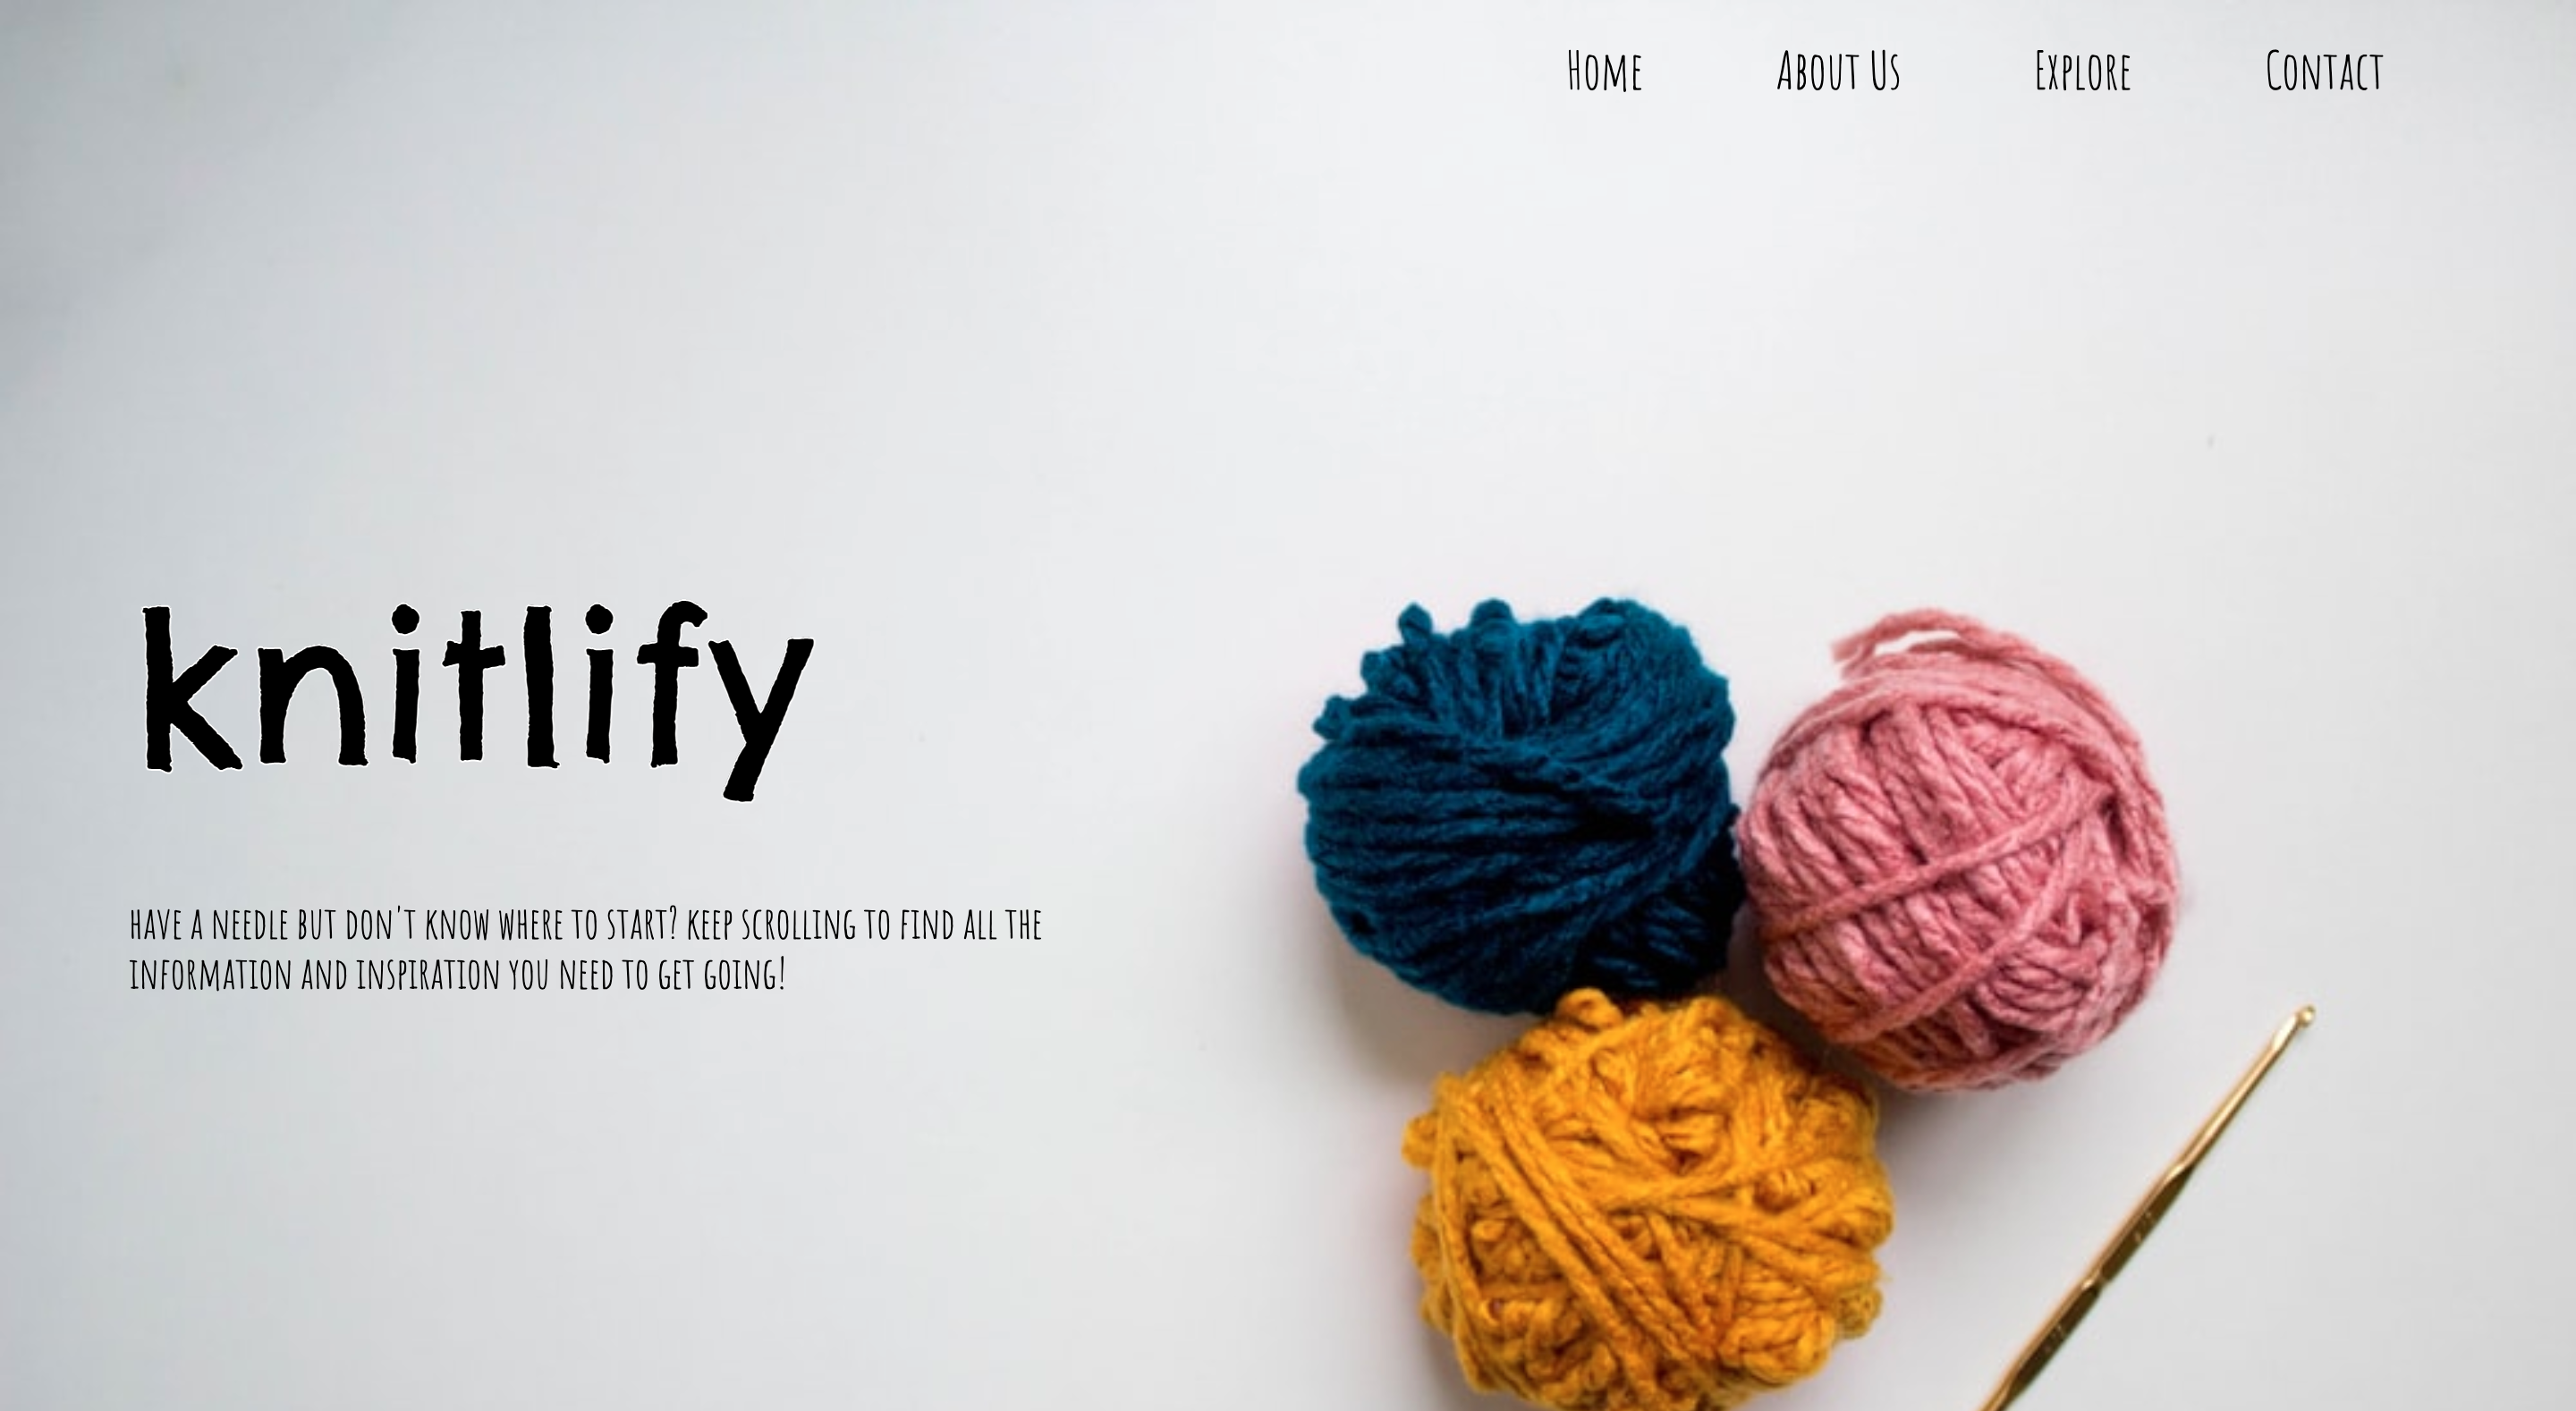 Home About Us Explore Contact
knitlify
HAVE A NEEDLE BUT DON'T KNOW WHERE TO START? KEEP SCROLLING TO FIND ALL THE
INFORMATION AND INSPIRATION YOU NEED TO GET GOING!